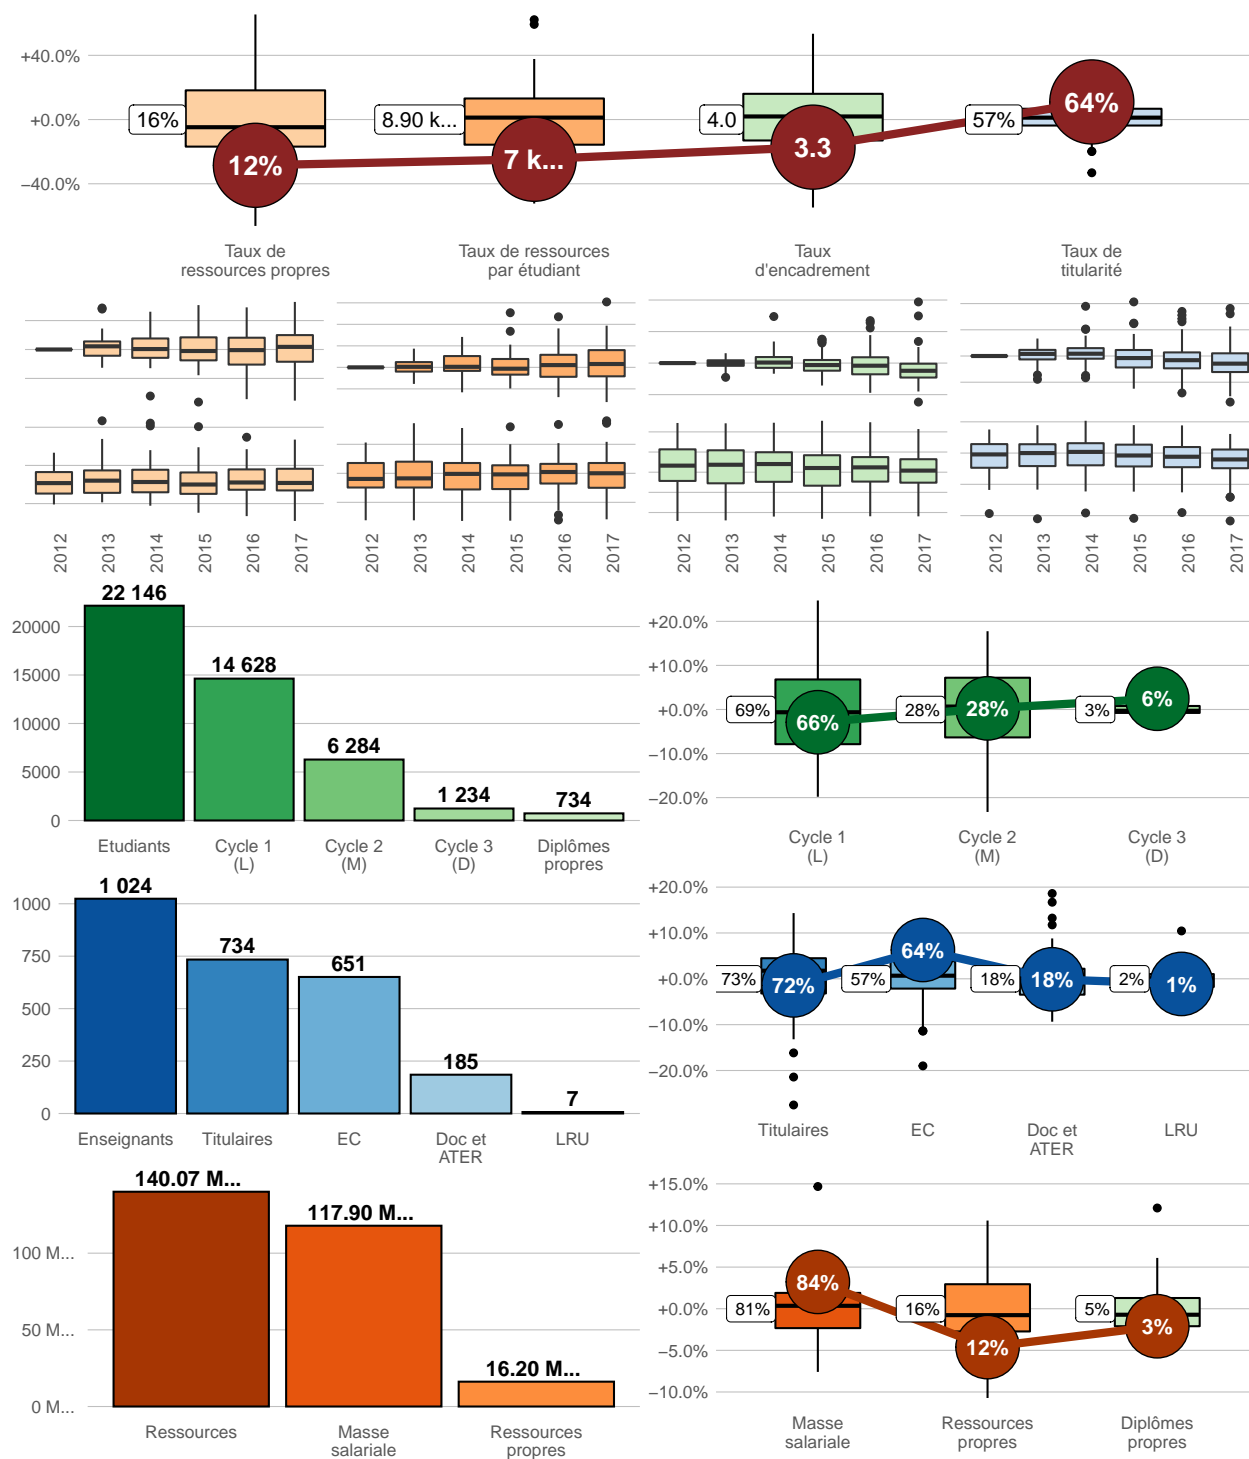 +40.0%
+0.0%
−40.0%
16%
8.90 k...
4.0
57%
12%
7 k...
3.3
64%
Taux de
ressources propres
Taux de ressources
par étudiant
Taux
d'encadrement
Taux de
titularité
2012
2013
2014
2015
2016
2017
2012
2013
2014
2015
2016
2017
2012
2013
2014
2015
2016
2017
2012
2013
2014
2015
2016
2017
20000
15000
10000
5000
0
22 146
14 628
6 284
1 234
734
Etudiants
Cycle 1
(L)
Cycle 2
(M)
Cycle 3
(D)
Diplômes
propres
+20.0%
+10.0%
+0.0%
−10.0%
−20.0%
69%
66%
28%
28%
3%
6%
Cycle 1
(L)
Cycle 2
(M)
Cycle 3
(D)
1000
750
500
250
0
1 024
734
651
185
7
Enseignants
Titulaires
EC
Doc et
ATER
LRU
+20.0%
+10.0%
+0.0%
−10.0%
−20.0%
73%
72%
57%
64%
18%
18%
2%
1%
Titulaires
EC
Doc et
ATER
LRU
100 M...
50 M...
0 M...
140.07 M...
117.90 M...
16.20 M...
Ressources
Masse
salariale
Ressources
propres
+15.0%
+10.0%
+5.0%
+0.0%
−5.0%
−10.0%
81%
84%
16%
12%
5%
3%
Masse
salariale
Ressources
propres
Diplômes
propres